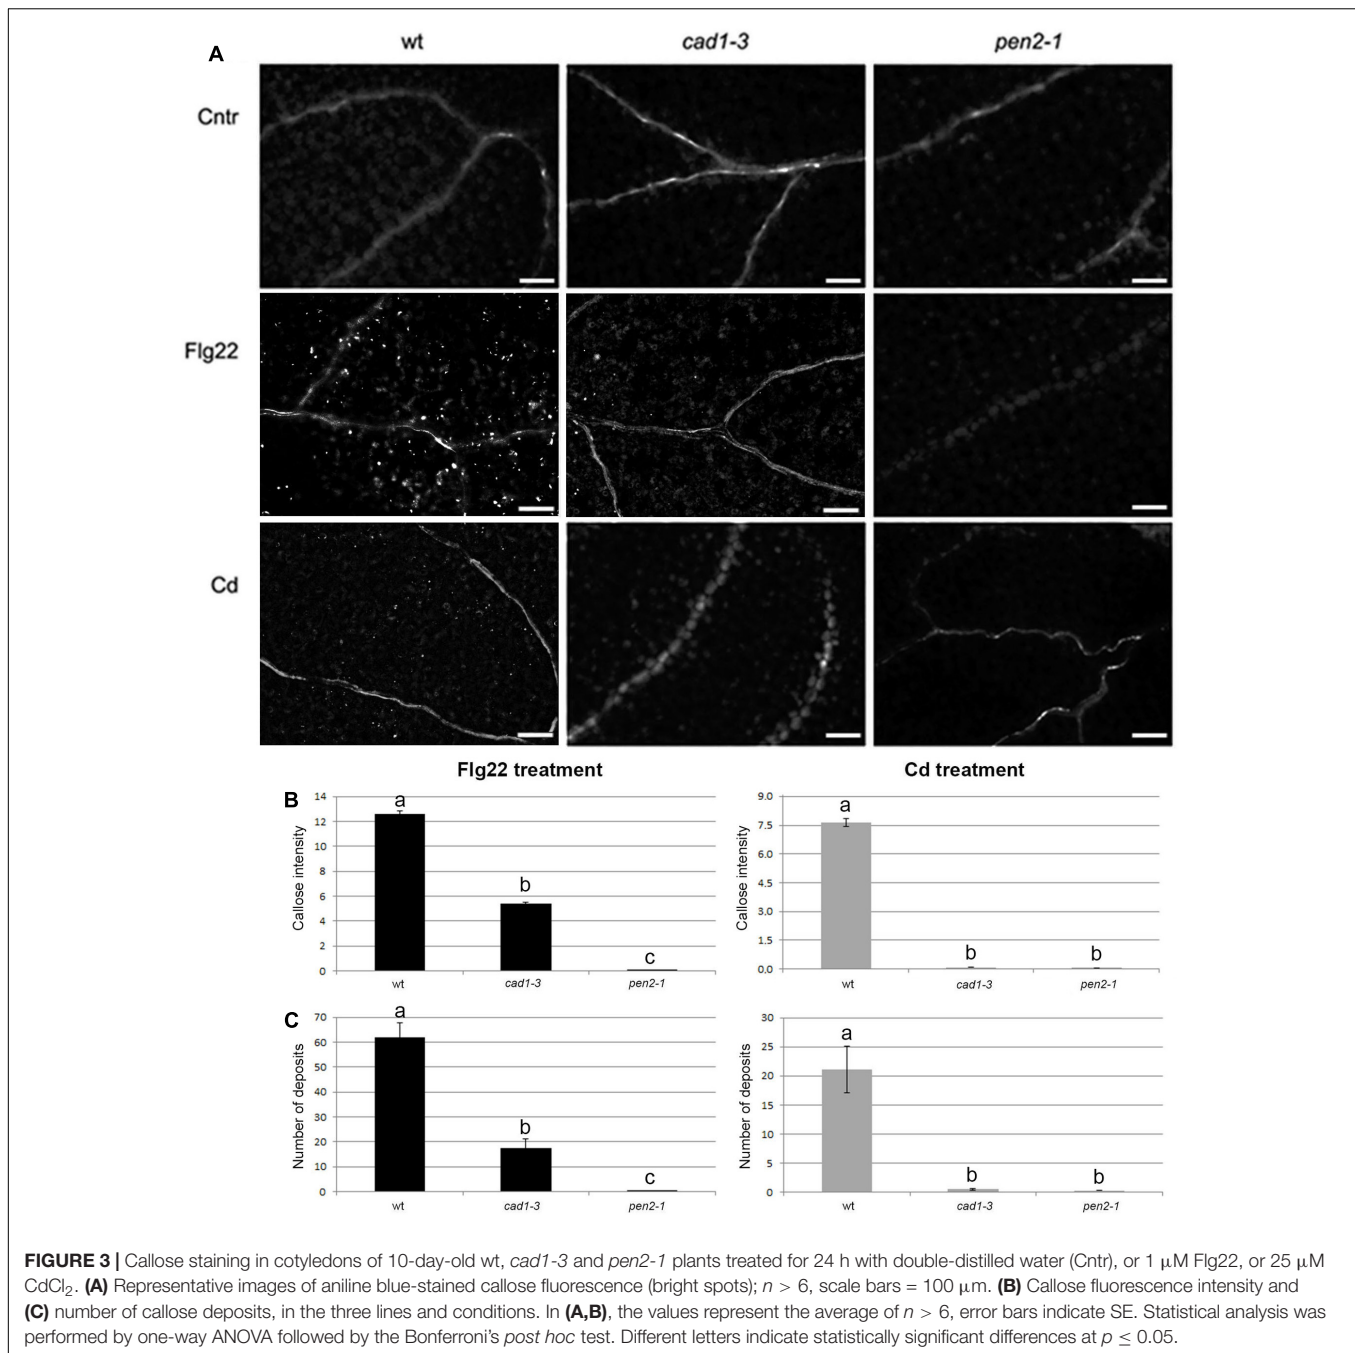 wt cad1-3 pen2-1
A
Cntr
Flg22
Cd
Flg22 treatment Cd treatment
B
Callose intensity
14
12
10
8
6
4
2
0
a
b
c
wt cad1-3 pen2-1
Callose intensity
9.0
7.5
6.0
4.5
3.0
1.5
0.0
a
b
b
wt cad1-3 pen2-1
C
Number of deposits
70
60
50
40
30
20
10
0
a
b
c
wt cad1-3 pen2-1
Number of deposits
30
25
20
15
10
5
0
a
b
b
wt cad1-3 pen2-1
FIGURE 3 | Callose staining in cotyledons of 10-day-old wt, cad1-3 and pen2-1 plants treated for 24 h with double-distilled water (Cntr), or 1 μM Flg22, or 25 μM
CdCl₂. (A) Representative images of aniline blue-stained callose fluorescence (bright spots); n > 6, scale bars = 100 μm. (B) Callose fluorescence intensity and
(C) number of callose deposits, in the three lines and conditions. In (A,B), the values represent the average of n > 6, error bars indicate SE. Statistical analysis was
performed by one-way ANOVA followed by the Bonferroni's post hoc test. Different letters indicate statistically significant differences at p ≤ 0.05.